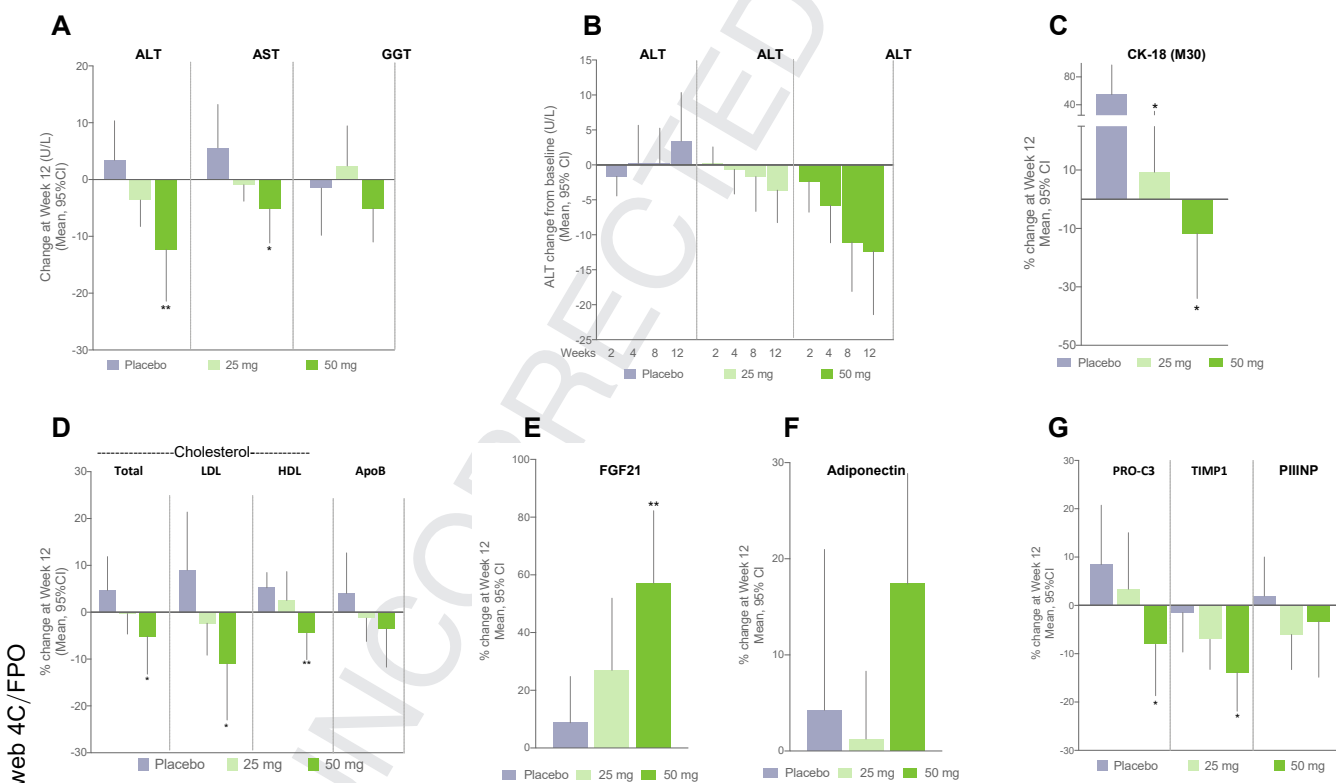 A
ALT AST GGT
20
10
0
-10
-20
-30
Change at Week 12 (U/L)
(Mean, 95%CI)
**
*
Placebo 25 mg 50 mg
B
ALT ALT ALT
15
10
5
0
-5
-10
-15
-20
-25
ALT change from baseline (U/L)
(Mean, 95% CI)
Weeks 2 4 8 12 2 4 8 12 2 4 8 12
Placebo 25 mg 50 mg
C
CK-18 (M30)
80
40
10
-10
-30
-50
% change at Week 12
Mean, 95% CI
*
*
Placebo 25 mg 50 mg
D
-----------------Cholesterol-------------
Total LDL HDL ApoB
30
20
10
0
-10
-20
-30
% change at Week 12
(Mean, 95%CI)
*
*
**
Placebo 25 mg 50 mg
E
FGF21
100
80
60
40
20
0
% change at Week 12
Mean, 95% CI
**
Placebo 25 mg 50 mg
F
Adiponectin
30
20
10
0
% change at Week 12
Mean, 95% CI
Placebo 25 mg 50 mg
G
PRO-C3 TIMP1 PIIINP
30
20
10
0
-10
-20
-30
% change at Week 12
Mean, 95%CI
*
*
Placebo 25 mg 50 mg
web 4C/FPO
INCORRECTED